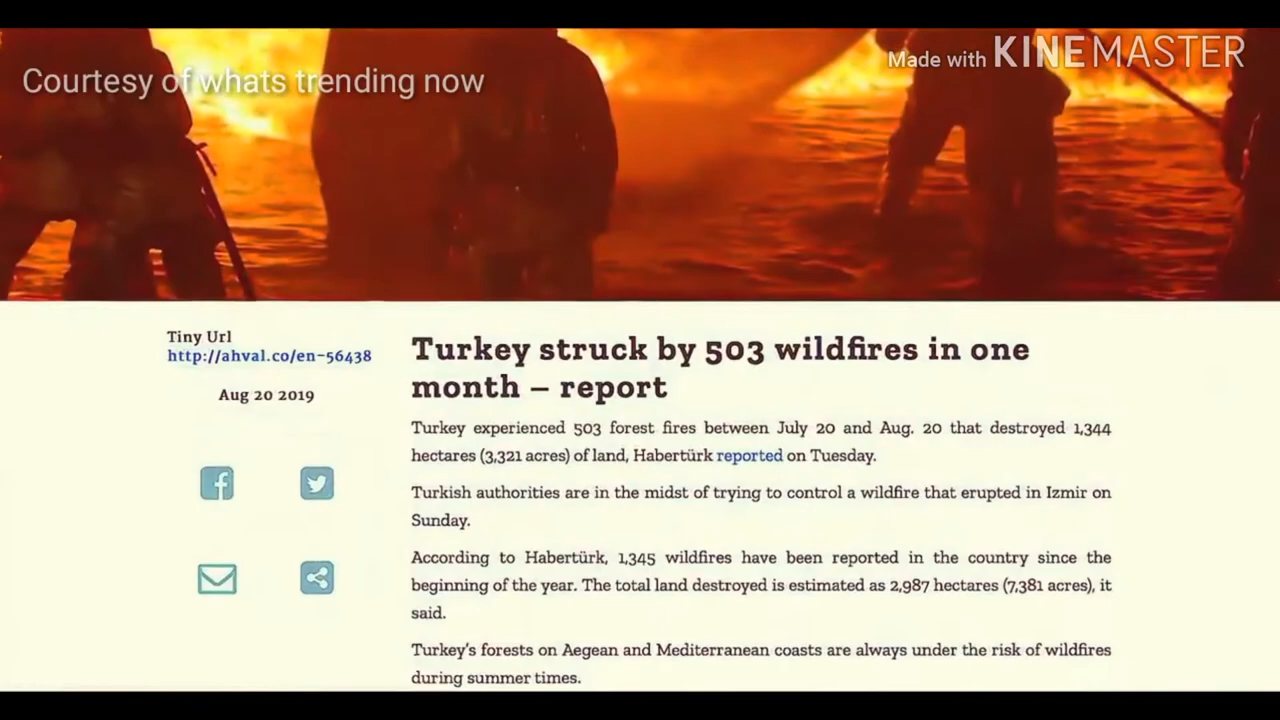 Courtesy of whats trending now
Made with KINEMASTER
Tiny Url
http://ahval.co/en-56438
Aug 20 2019
Turkey struck by 503 wildfires in one
month – report
Turkey experienced 503 forest fires between July 20 and Aug. 20 that destroyed 1,344
hectares (3,321 acres) of land, Habertürk reported on Tuesday.
Turkish authorities are in the midst of trying to control a wildfire that erupted in Izmir on
Sunday.
According to Habertürk, 1,345 wildfires have been reported in the country since the
beginning of the year. The total land destroyed is estimated as 2,987 hectares (7,381 acres), it
said.
Turkey's forests on Aegean and Mediterranean coasts are always under the risk of wildfires
during summer times.